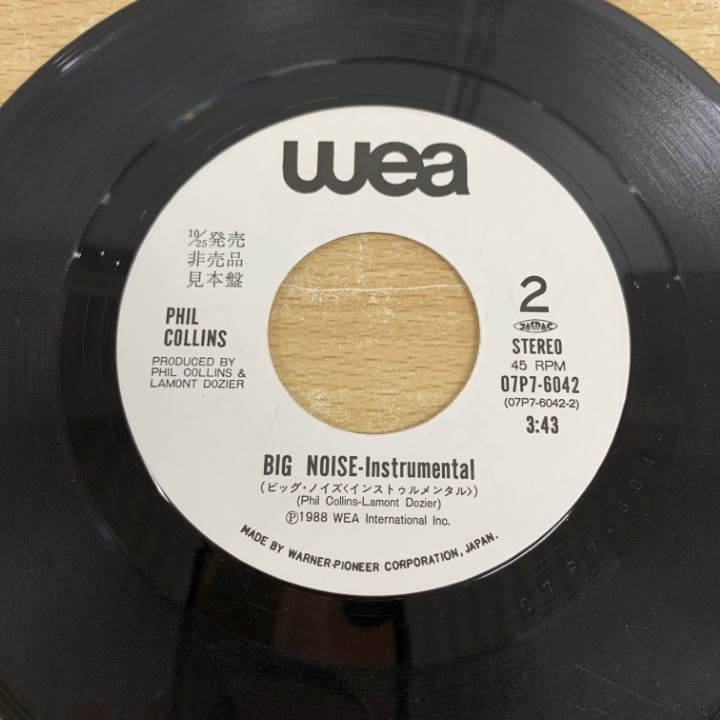 wea
10/25発売
非売品
見本盤
PHIL
COLLINS
PRODUCED BY
PHIL COLLINS &
LAMONT DOZIER
2
JASRAC
STEREO
45 RPM
07P7-6042
(07P7-6042-2)
3:43
BIG NOISE-Instrumental
(ビッグ・ノイズ〈インストゥルメンタル〉)
(Phil Collins-Lamont Dozier)
Ⓟ1988 WEA International Inc.
MADE BY WARNER-PIONEER CORPORATION, JAPAN.